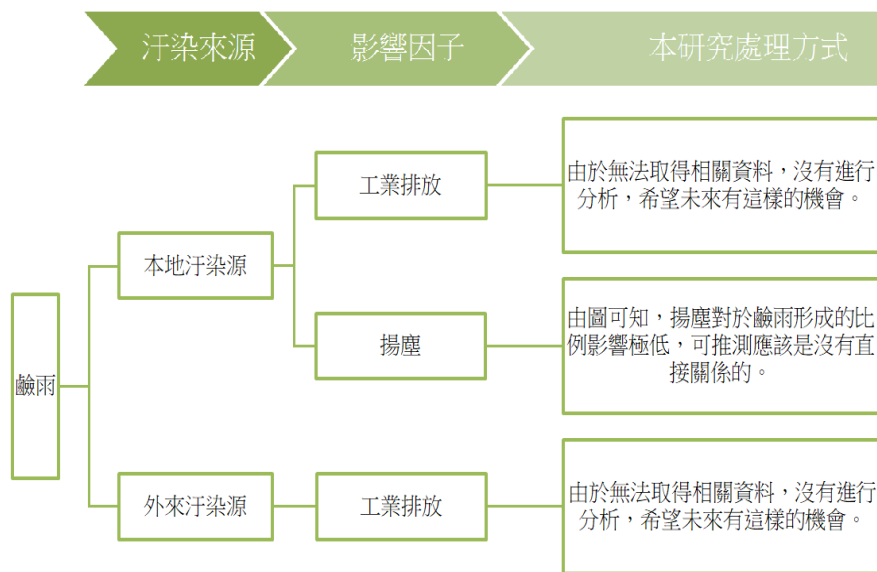 汙染來源
影響因子
本研究處理方式
鹼雨
本地汙染源
工業排放
由於無法取得相關資料，沒有進行
分析，希望未來有這樣的機會。
揚塵
由圖可知，揚塵對於鹼雨形成的比
例影響極低，可推測應該是沒有直
接關係的。
外來汙染源
工業排放
由於無法取得相關資料，沒有進行
分析，希望未來有這樣的機會。